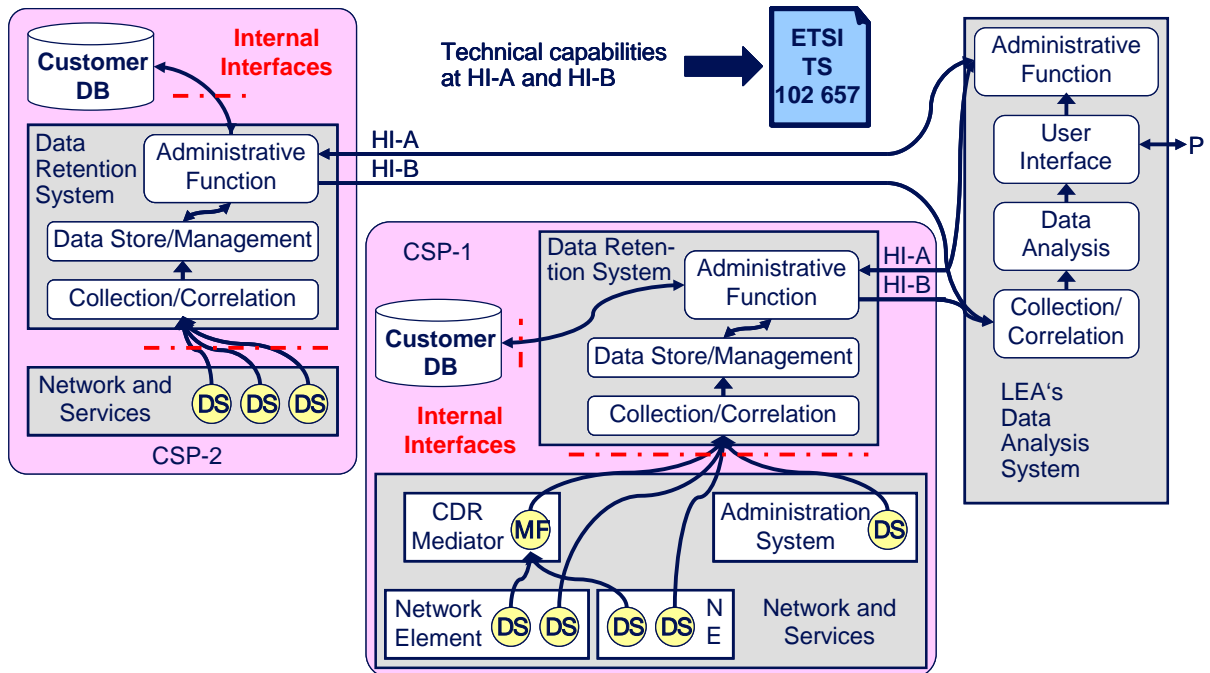 Customer
DB
Internal
Interfaces
Data
Retention
System
Administrative
Function
Data Store/Management
Collection/Correlation
Network and
Services
DS
DS
DS
CSP-2
Technical capabilities
at HI-A and HI-B
ETSI
TS
102 657
HI-A
HI-B
CSP-1
Data Reten-
tion System
Administrative
Function
HI-A
HI-B
Customer
DB
Data Store/Management
Internal
Interfaces
Collection/Correlation
CDR
Mediator
MF
Administration
System
DS
Network
Element
DS
DS
DS
DS
N
E
Network and
Services
Administrative
Function
User
Interface
P
Data
Analysis
Collection/
Correlation
LEA‘s
Data
Analysis
System